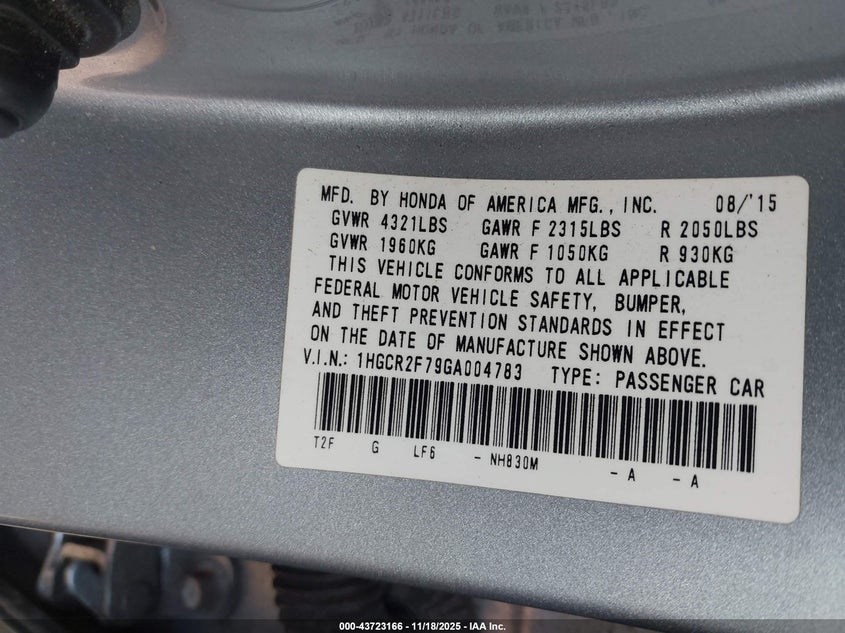 MFD. BY HONDA OF AMERICA MFG., INC. 08/'15
GVWR 4321LBS GAWR F 2315LBS R 2050LBS
GVWR 1960KG GAWR F 1050KG R 930KG
THIS VEHICLE CONFORMS TO ALL APPLICABLE
FEDERAL MOTOR VEHICLE SAFETY, BUMPER,
AND THEFT PREVENTION STANDARDS IN EFFECT
ON THE DATE OF MANUFACTURE SHOWN ABOVE.
V.I.N.: 1HGCR2F79GA004783 TYPE: PASSENGER CAR
T2F G LF6 - NH830M - A - A
000-43723166 - 11/18/2025 - IAA Inc.